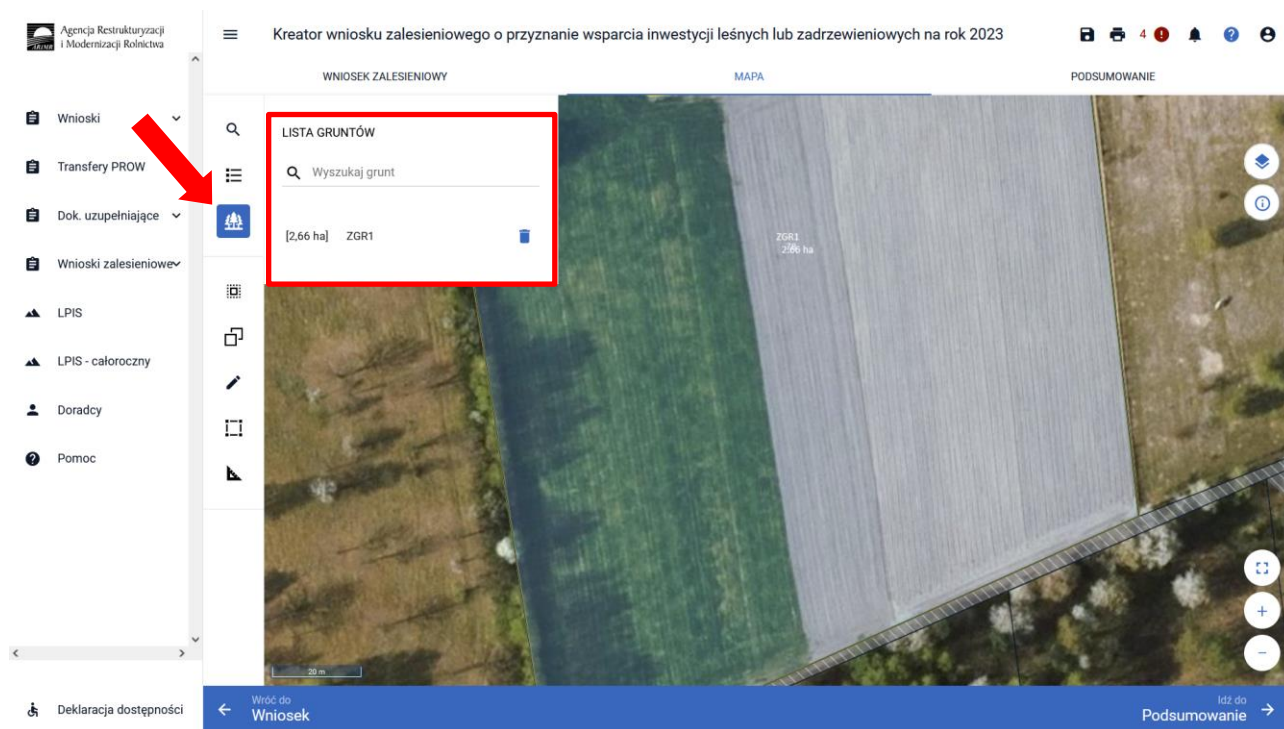 Agencja Restrukturyzacji
i Modernizacji Rolnictwa
ARiMR
Kreator wniosku zalesieniowego o przyznanie wsparcia inwestycji leśnych lub zadrzewieniowych na rok 2023
4
WNIOSEK ZALESIENIOWY
MAPA
PODSUMOWANIE
Wnioski
Transfery PROW
Dok. uzupełniające
Wnioski zalesieniowe
LPIS
LPIS - całoroczny
Doradcy
Pomoc
LISTA GRUNTÓW
Wyszukaj grunt
[2,66 ha] ZGR1
ZGR1
2,66 ha
20 m
Deklaracja dostępności
Wróć do
Wniosek
Idź do
Podsumowanie